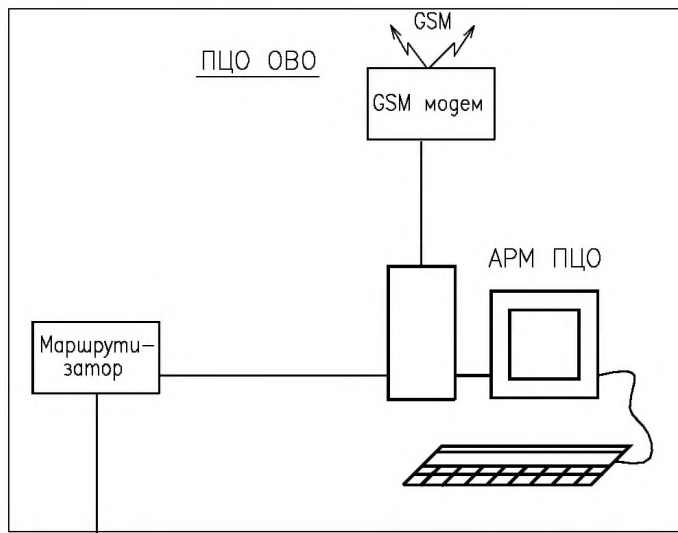 GSM
ПЦО ОВО
GSM модем
АРМ ПЦО
Маршрути-
затор